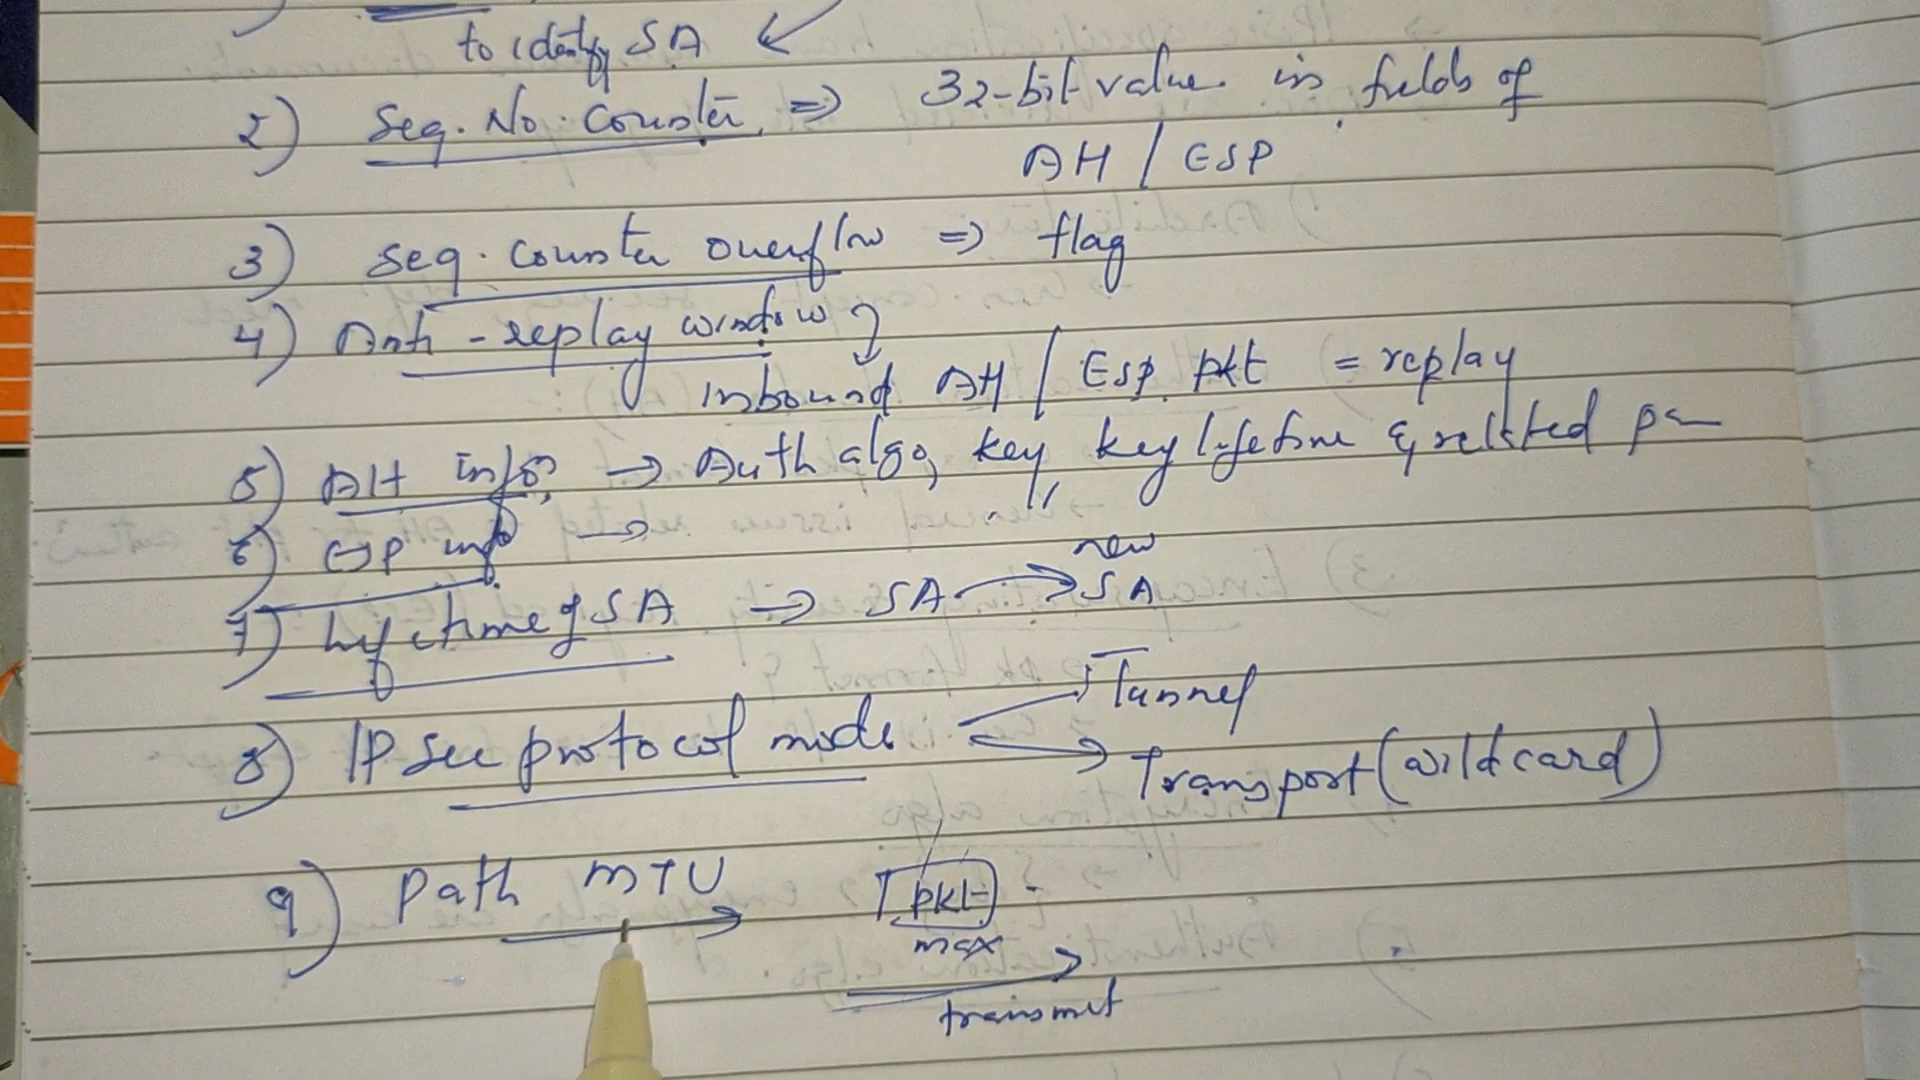 to identify SA
2) Seq. No. Counter => 32-bit value in fields of
AH / ESP
3) Seq. Counter overflow => flag
4) Anti-replay window
inbound AH / ESP pkt = replay
5) AH info, → Auth algo, key, key lifetime & related
6) ESP info → "
7) Lifetime of SA → SA → new SA
8) IPsec protocol mode
Tunnel
Transport (wildcard)
9) Path MTU → pkt
max
transmit